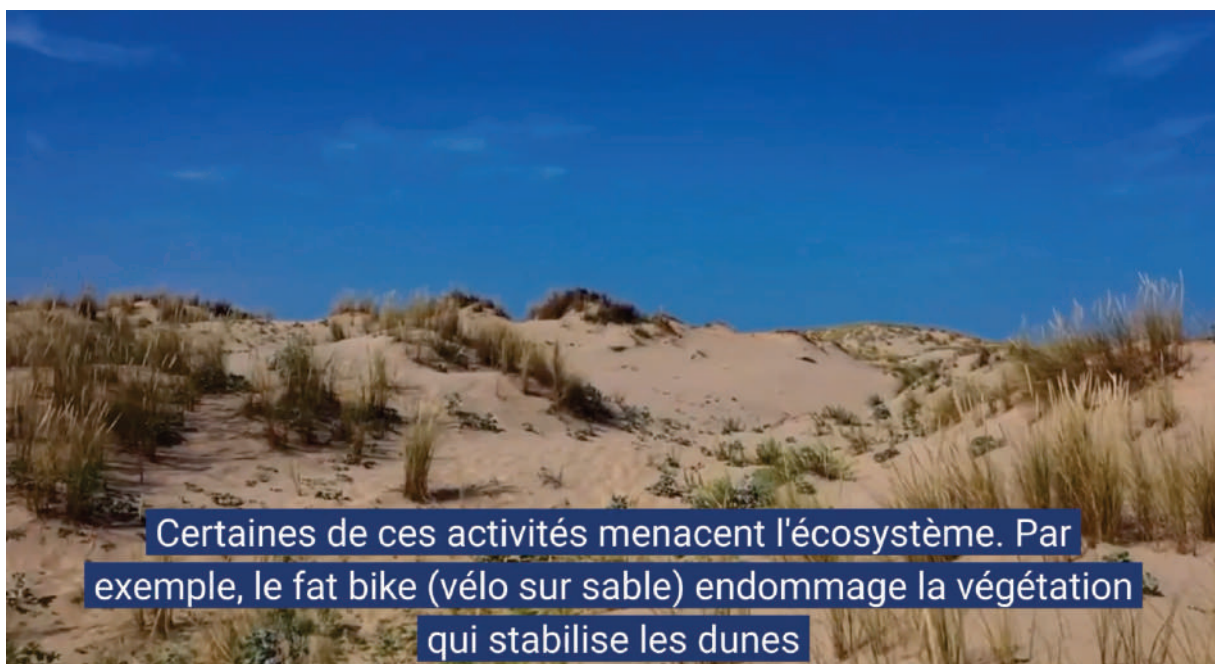 Certaines de ces activités menacent l'écosystème. Par
exemple, le fat bike (vélo sur sable) endommage la végétation
qui stabilise les dunes